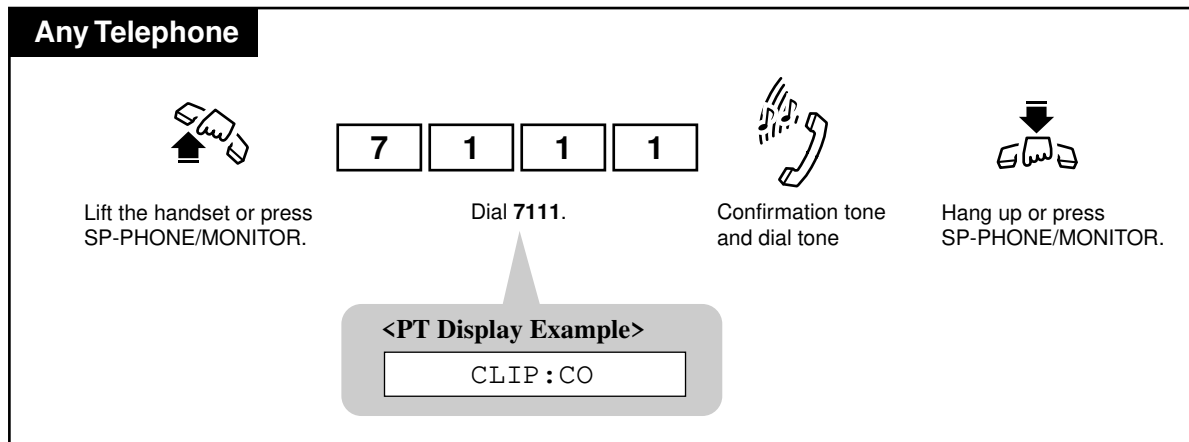 Any Telephone
7 1 1 1
Lift the handset or press
SP-PHONE/MONITOR.
Dial 7111.
Confirmation tone
and dial tone
Hang up or press
SP-PHONE/MONITOR.
<PT Display Example>
CLIP:CO